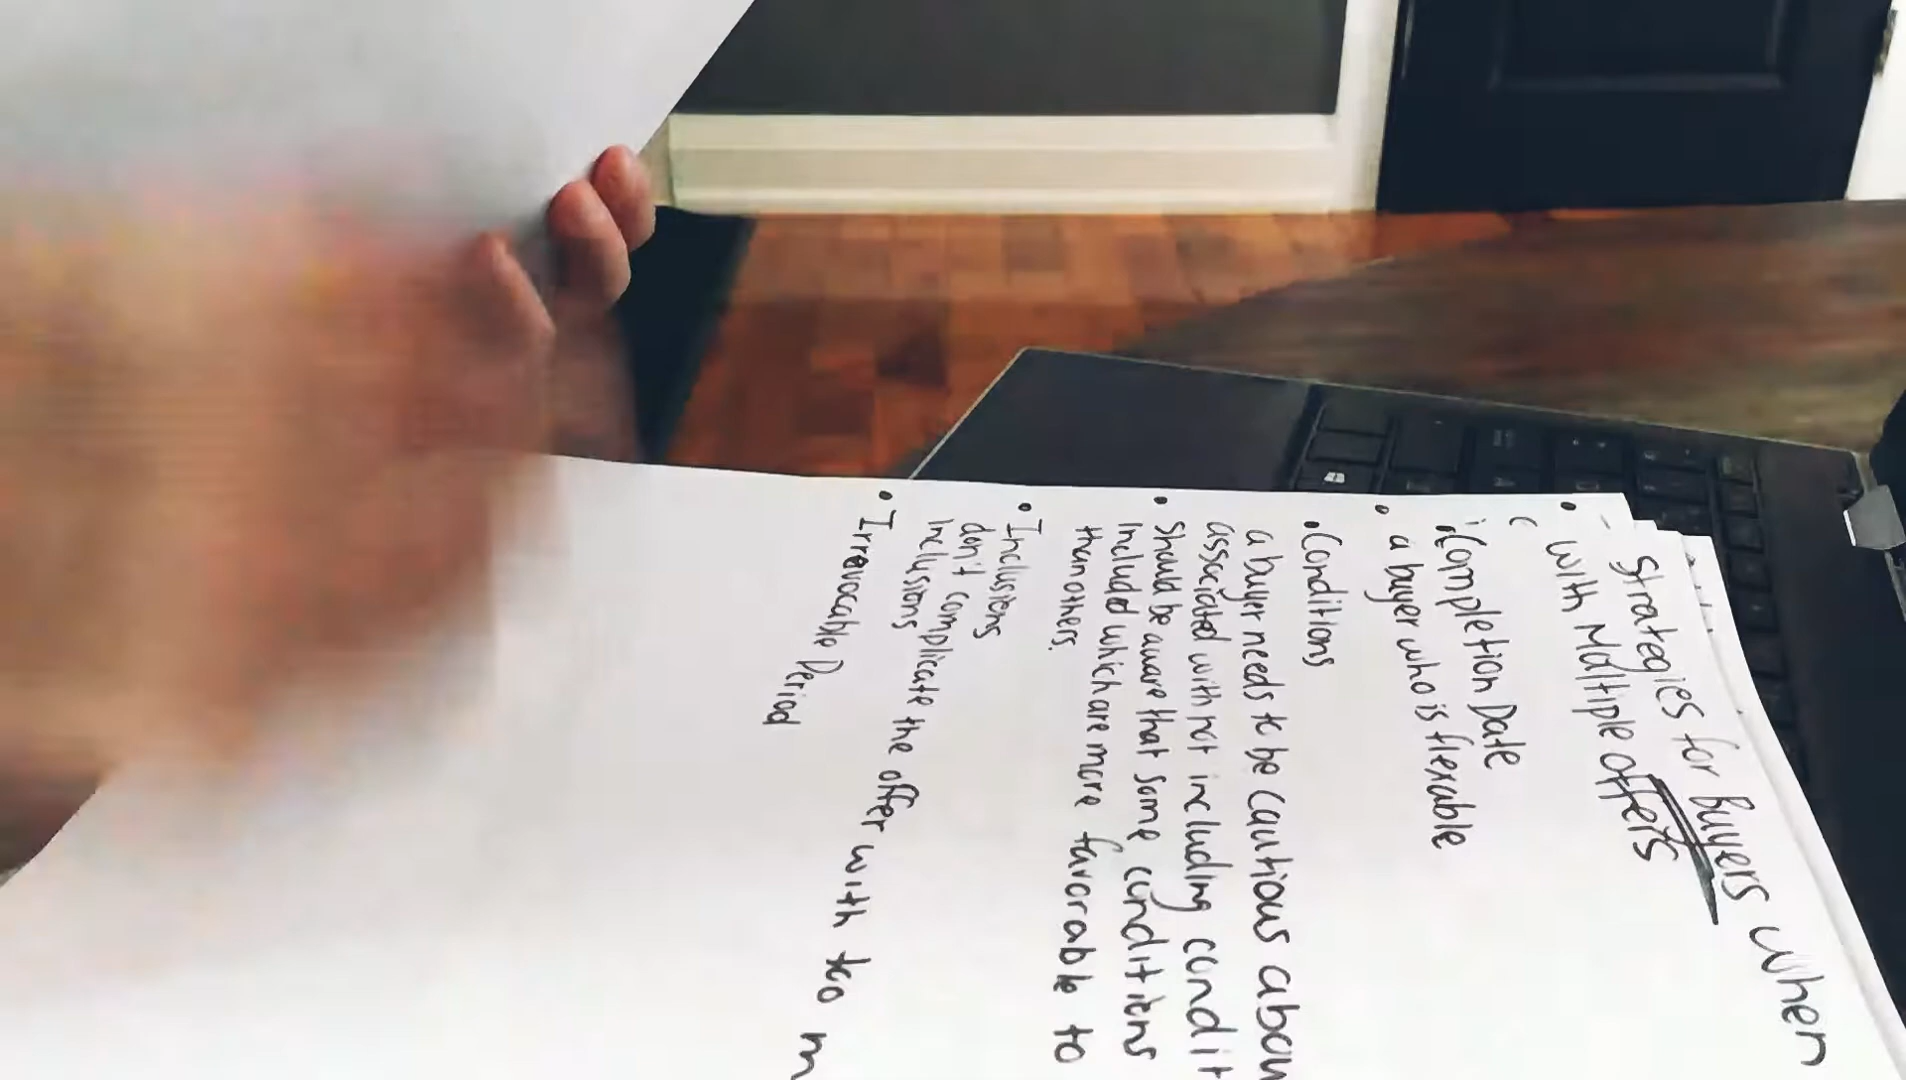 Strategies for buyers when
with Multiple offers
Completion Date
a buyer who is flexable
Conditions
a buyer needs to be cautious abou
associated with not including condit
should be aware that some conditions
include which are more favorable to
than others.
Inclusions
don't complicate the offer with too m
inclusions
Irrevocable Period